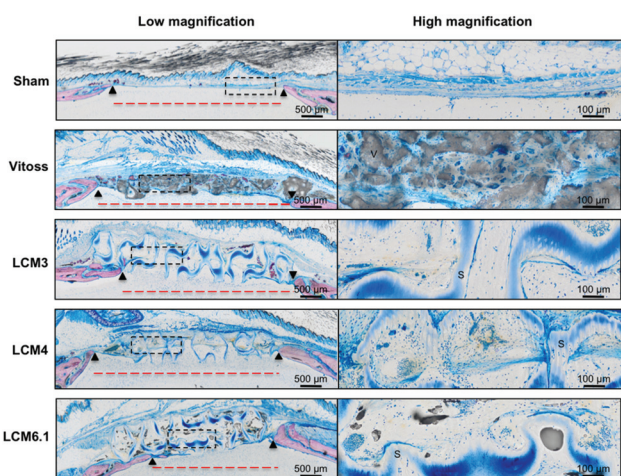 Low magnification High magnification
Sham
500 µm 100 µm
Vitoss
V
500 µm 100 µm
LCM3
S
500 µm 100 µm
LCM4
S
500 µm 100 µm
LCM6.1
S
500 µm 100 µm